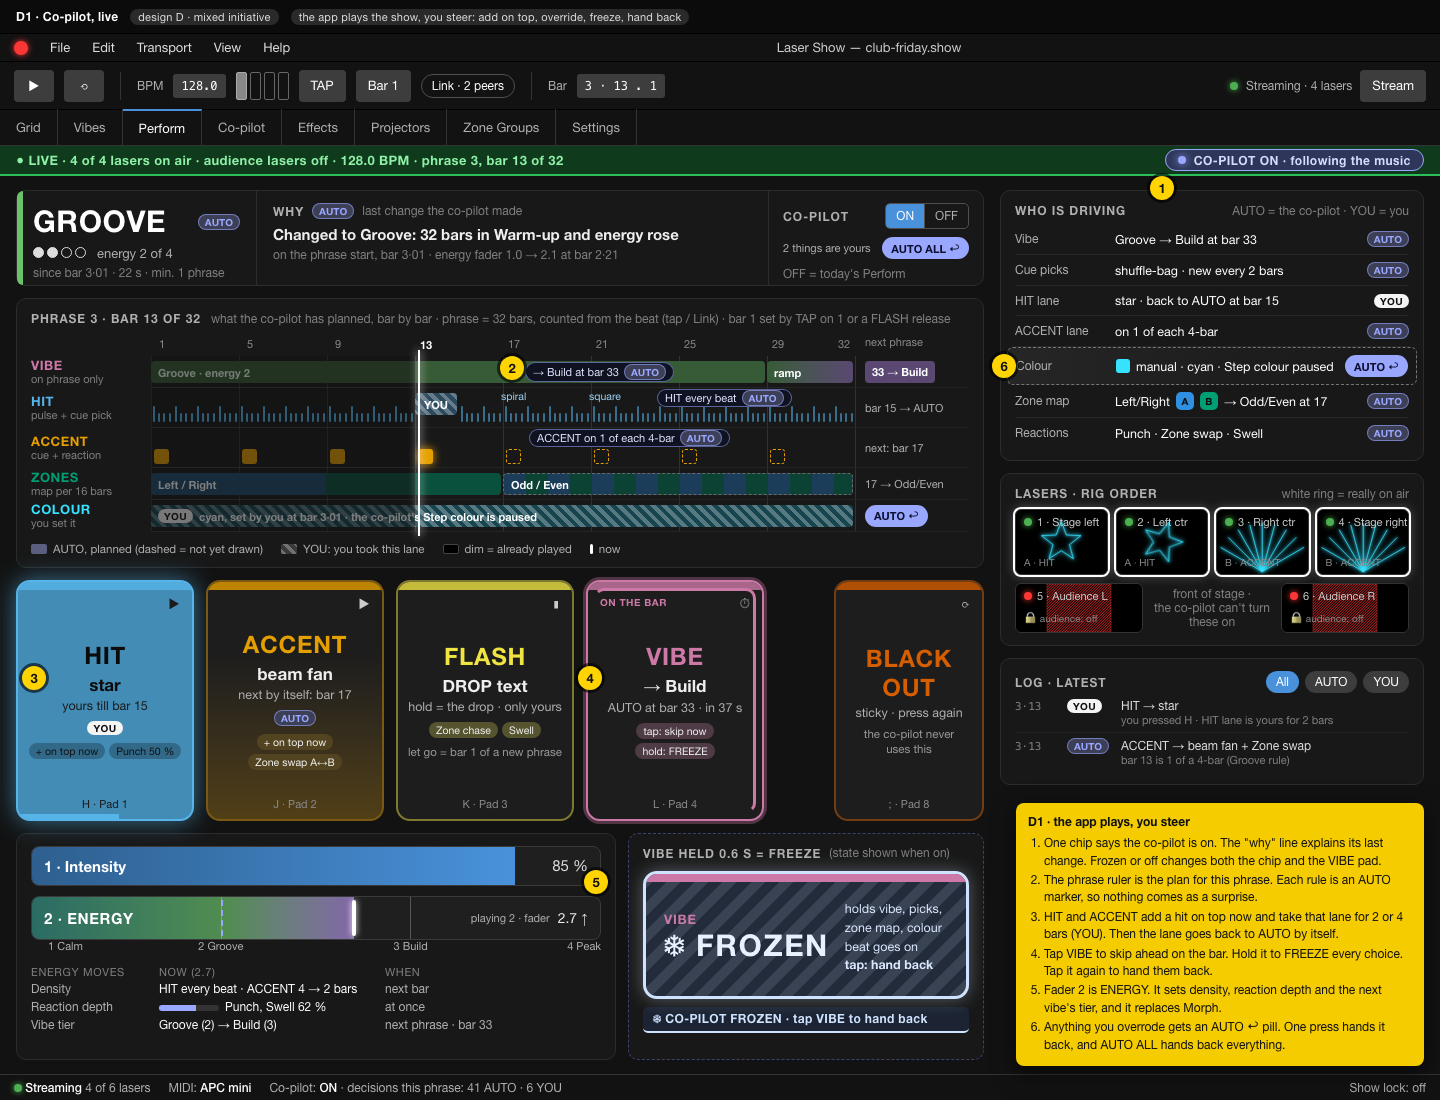 D1 · Co-pilot, live
design D · mixed initiative
the app plays the show, you steer: add on top, override, freeze, hand back
File Edit Transport View Help
Laser Show — club-friday.show
BPM 128.0 TAP Bar 1 Link · 2 peers Bar 3 · 13 . 1
Streaming · 4 lasers Stream
Grid Vibes Perform Co-pilot Effects Projectors Zone Groups Settings
● LIVE · 4 of 4 lasers on air · audience lasers off · 128.0 BPM · phrase 3, bar 13 of 32
CO-PILOT ON · following the music
1
GROOVE AUTO
energy 2 of 4
since bar 3·01 · 22 s · min. 1 phrase
WHY AUTO last change the co-pilot made
Changed to Groove: 32 bars in Warm-up and energy rose
on the phrase start, bar 3·01 · energy fader 1.0 → 2.1 at bar 2·21
CO-PILOT ON OFF
2 things are yours AUTO ALL ↩
OFF = today's Perform
WHO IS DRIVING AUTO = the co-pilot · YOU = you
Vibe Groove → Build at bar 33 AUTO
Cue picks shuffle-bag · new every 2 bars AUTO
HIT lane star · back to AUTO at bar 15 YOU
ACCENT lane on 1 of each 4-bar AUTO
6
Colour manual · cyan · Step colour paused AUTO ↩
Zone map Left/Right A B → Odd/Even at 17 AUTO
Reactions Punch · Zone swap · Swell AUTO
PHRASE 3 · BAR 13 OF 32 what the co-pilot has planned, bar by bar · phrase = 32 bars, counted from the beat (tap / Link) · bar 1 set by TAP on 1 or a FLASH release
1 5 9 13 17 21 25 29 32 next phrase
VIBE
on phrase only
Groove · energy 2
2
→ Build at bar 33 AUTO
ramp
33 → Build
HIT
pulse + cue pick
YOU
spiral
square
HIT every beat AUTO
bar 15 → AUTO
ACCENT
cue + reaction
ACCENT on 1 of each 4-bar AUTO
next: bar 17
ZONES
map per 16 bars
Left / Right
Odd / Even
17 → Odd/Even
COLOUR
you set it
YOU cyan, set by you at bar 3·01 · the co-pilot's Step colour is paused
AUTO ↩
AUTO, planned (dashed = not yet drawn)
YOU: you took this lane
dim = already played
now
LASERS · RIG ORDER white ring = really on air
1 · Stage left
A · HIT
2 · Left ctr
A · HIT
3 · Right ctr
B · ACCENT
4 · Stage right
B · ACCENT
5 · Audience L
audience: off
front of stage ·
the co-pilot can't turn
these on
6 · Audience R
audience: off
3
HIT
star
yours till bar 15
YOU
+ on top now Punch 50 %
H · Pad 1
ACCENT
beam fan
next by itself: bar 17
AUTO
+ on top now
Zone swap A↔B
J · Pad 2
FLASH
DROP text
hold = the drop · only yours
Zone chase Swell
let go = bar 1 of a new phrase
K · Pad 3
4
ON THE BAR
VIBE
→ Build
AUTO at bar 33 · in 37 s
tap: skip now
hold: FREEZE
L · Pad 4
BLACK
OUT
sticky · press again
the co-pilot never
uses this
; · Pad 8
LOG · LATEST All AUTO YOU
3·13 YOU HIT → star
you pressed H · HIT lane is yours for 2 bars
3·13 AUTO ACCENT → beam fan + Zone swap
bar 13 is 1 of a 4-bar (Groove rule)
1 · Intensity 85 %
5
2 · ENERGY playing 2 · fader 2.7 ↑
1 Calm 2 Groove 3 Build 4 Peak
ENERGY MOVES NOW (2.7) WHEN
Density HIT every beat · ACCENT 4 → 2 bars next bar
Reaction depth Punch, Swell 62 % at once
Vibe tier Groove (2) → Build (3) next phrase · bar 33
VIBE HELD 0.6 S = FREEZE (state shown when on)
VIBE
❄ FROZEN
holds vibe, picks,
zone map, colour
beat goes on
tap: hand back
❄ CO-PILOT FROZEN · tap VIBE to hand back
D1 · the app plays, you steer
1. One chip says the co-pilot is on. The "why" line explains its last
change. Frozen or off changes both the chip and the VIBE pad.
2. The phrase ruler is the plan for this phrase. Each rule is an AUTO
marker, so nothing comes as a surprise.
3. HIT and ACCENT add a hit on top now and take that lane for 2 or 4
bars (YOU). Then the lane goes back to AUTO by itself.
4. Tap VIBE to skip ahead on the bar. Hold it to FREEZE every choice.
Tap it again to hand them back.
5. Fader 2 is ENERGY. It sets density, reaction depth and the next
vibe's tier, and it replaces Morph.
6. Anything you overrode gets an AUTO ↩ pill. One press hands it
back, and AUTO ALL hands back everything.
Streaming 4 of 6 lasers MIDI: APC mini Co-pilot: ON · decisions this phrase: 41 AUTO · 6 YOU
Show lock: off